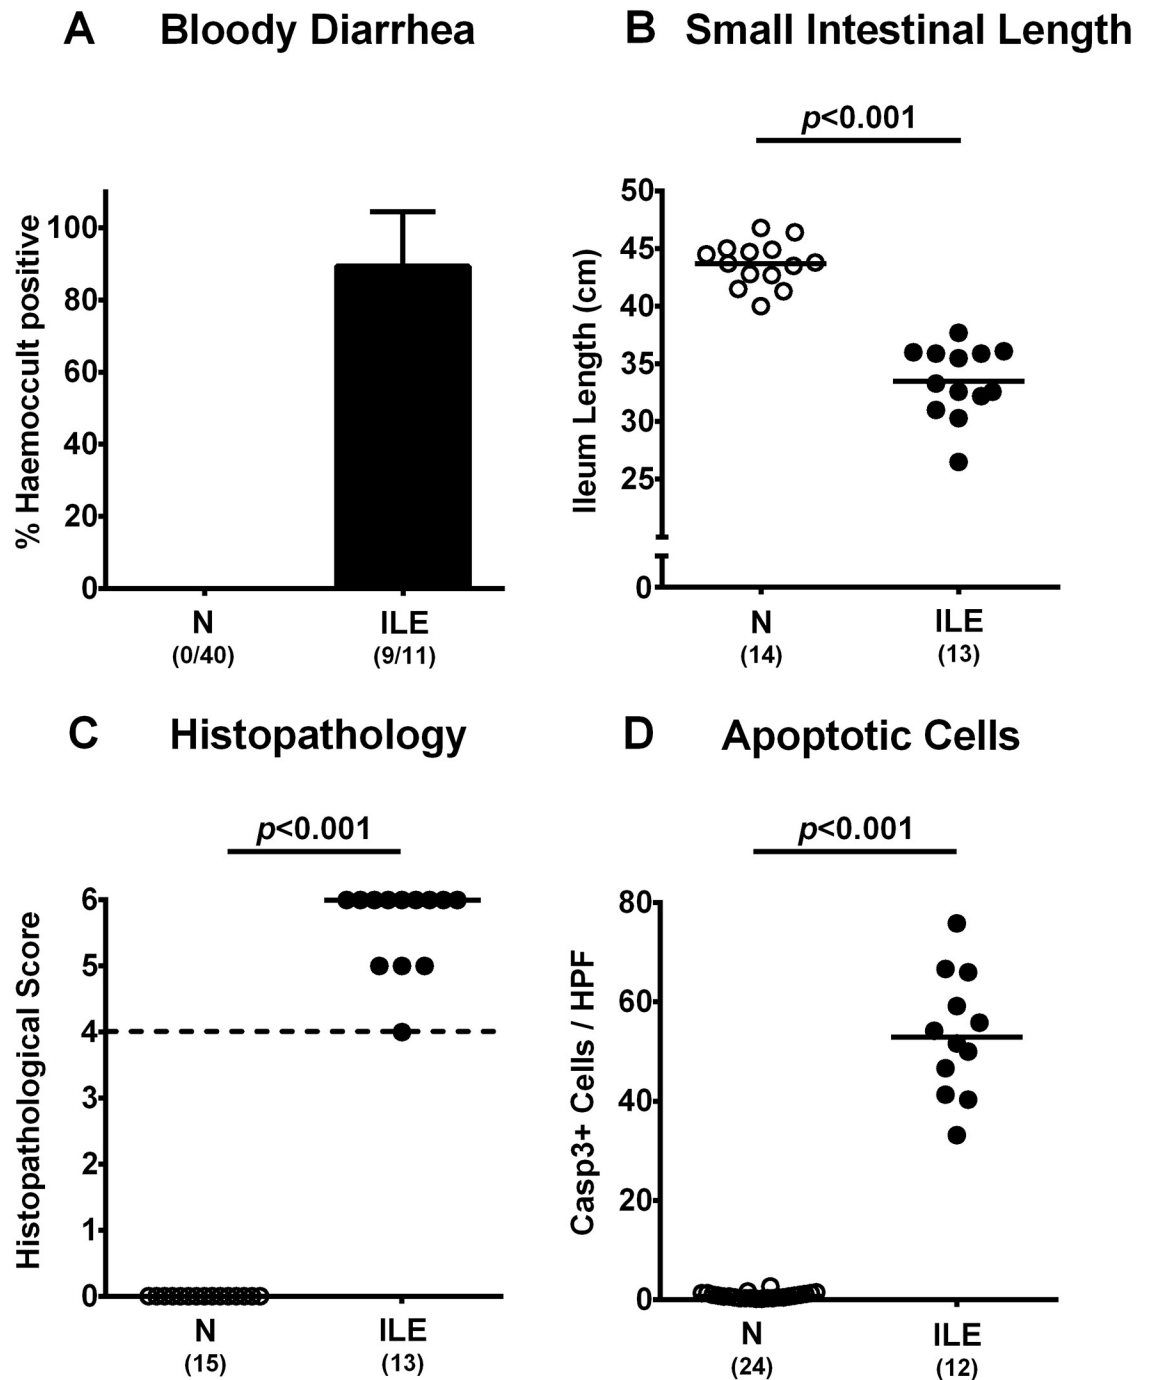 A Bloody Diarrhea
% Haemoccult positive
100
80
60
40
20
0
N ILE
(0/40) (9/11)
B Small Intestinal Length
p<0.001
Ileum Length (cm)
50
45
40
35
30
25
0
N ILE
(14) (13)
C Histopathology
p<0.001
Histopathological Score
6
5
4
3
2
1
0
N ILE
(15) (13)
D Apoptotic Cells
p<0.001
Casp3+ Cells / HPF
80
60
40
20
0
N ILE
(24) (12)